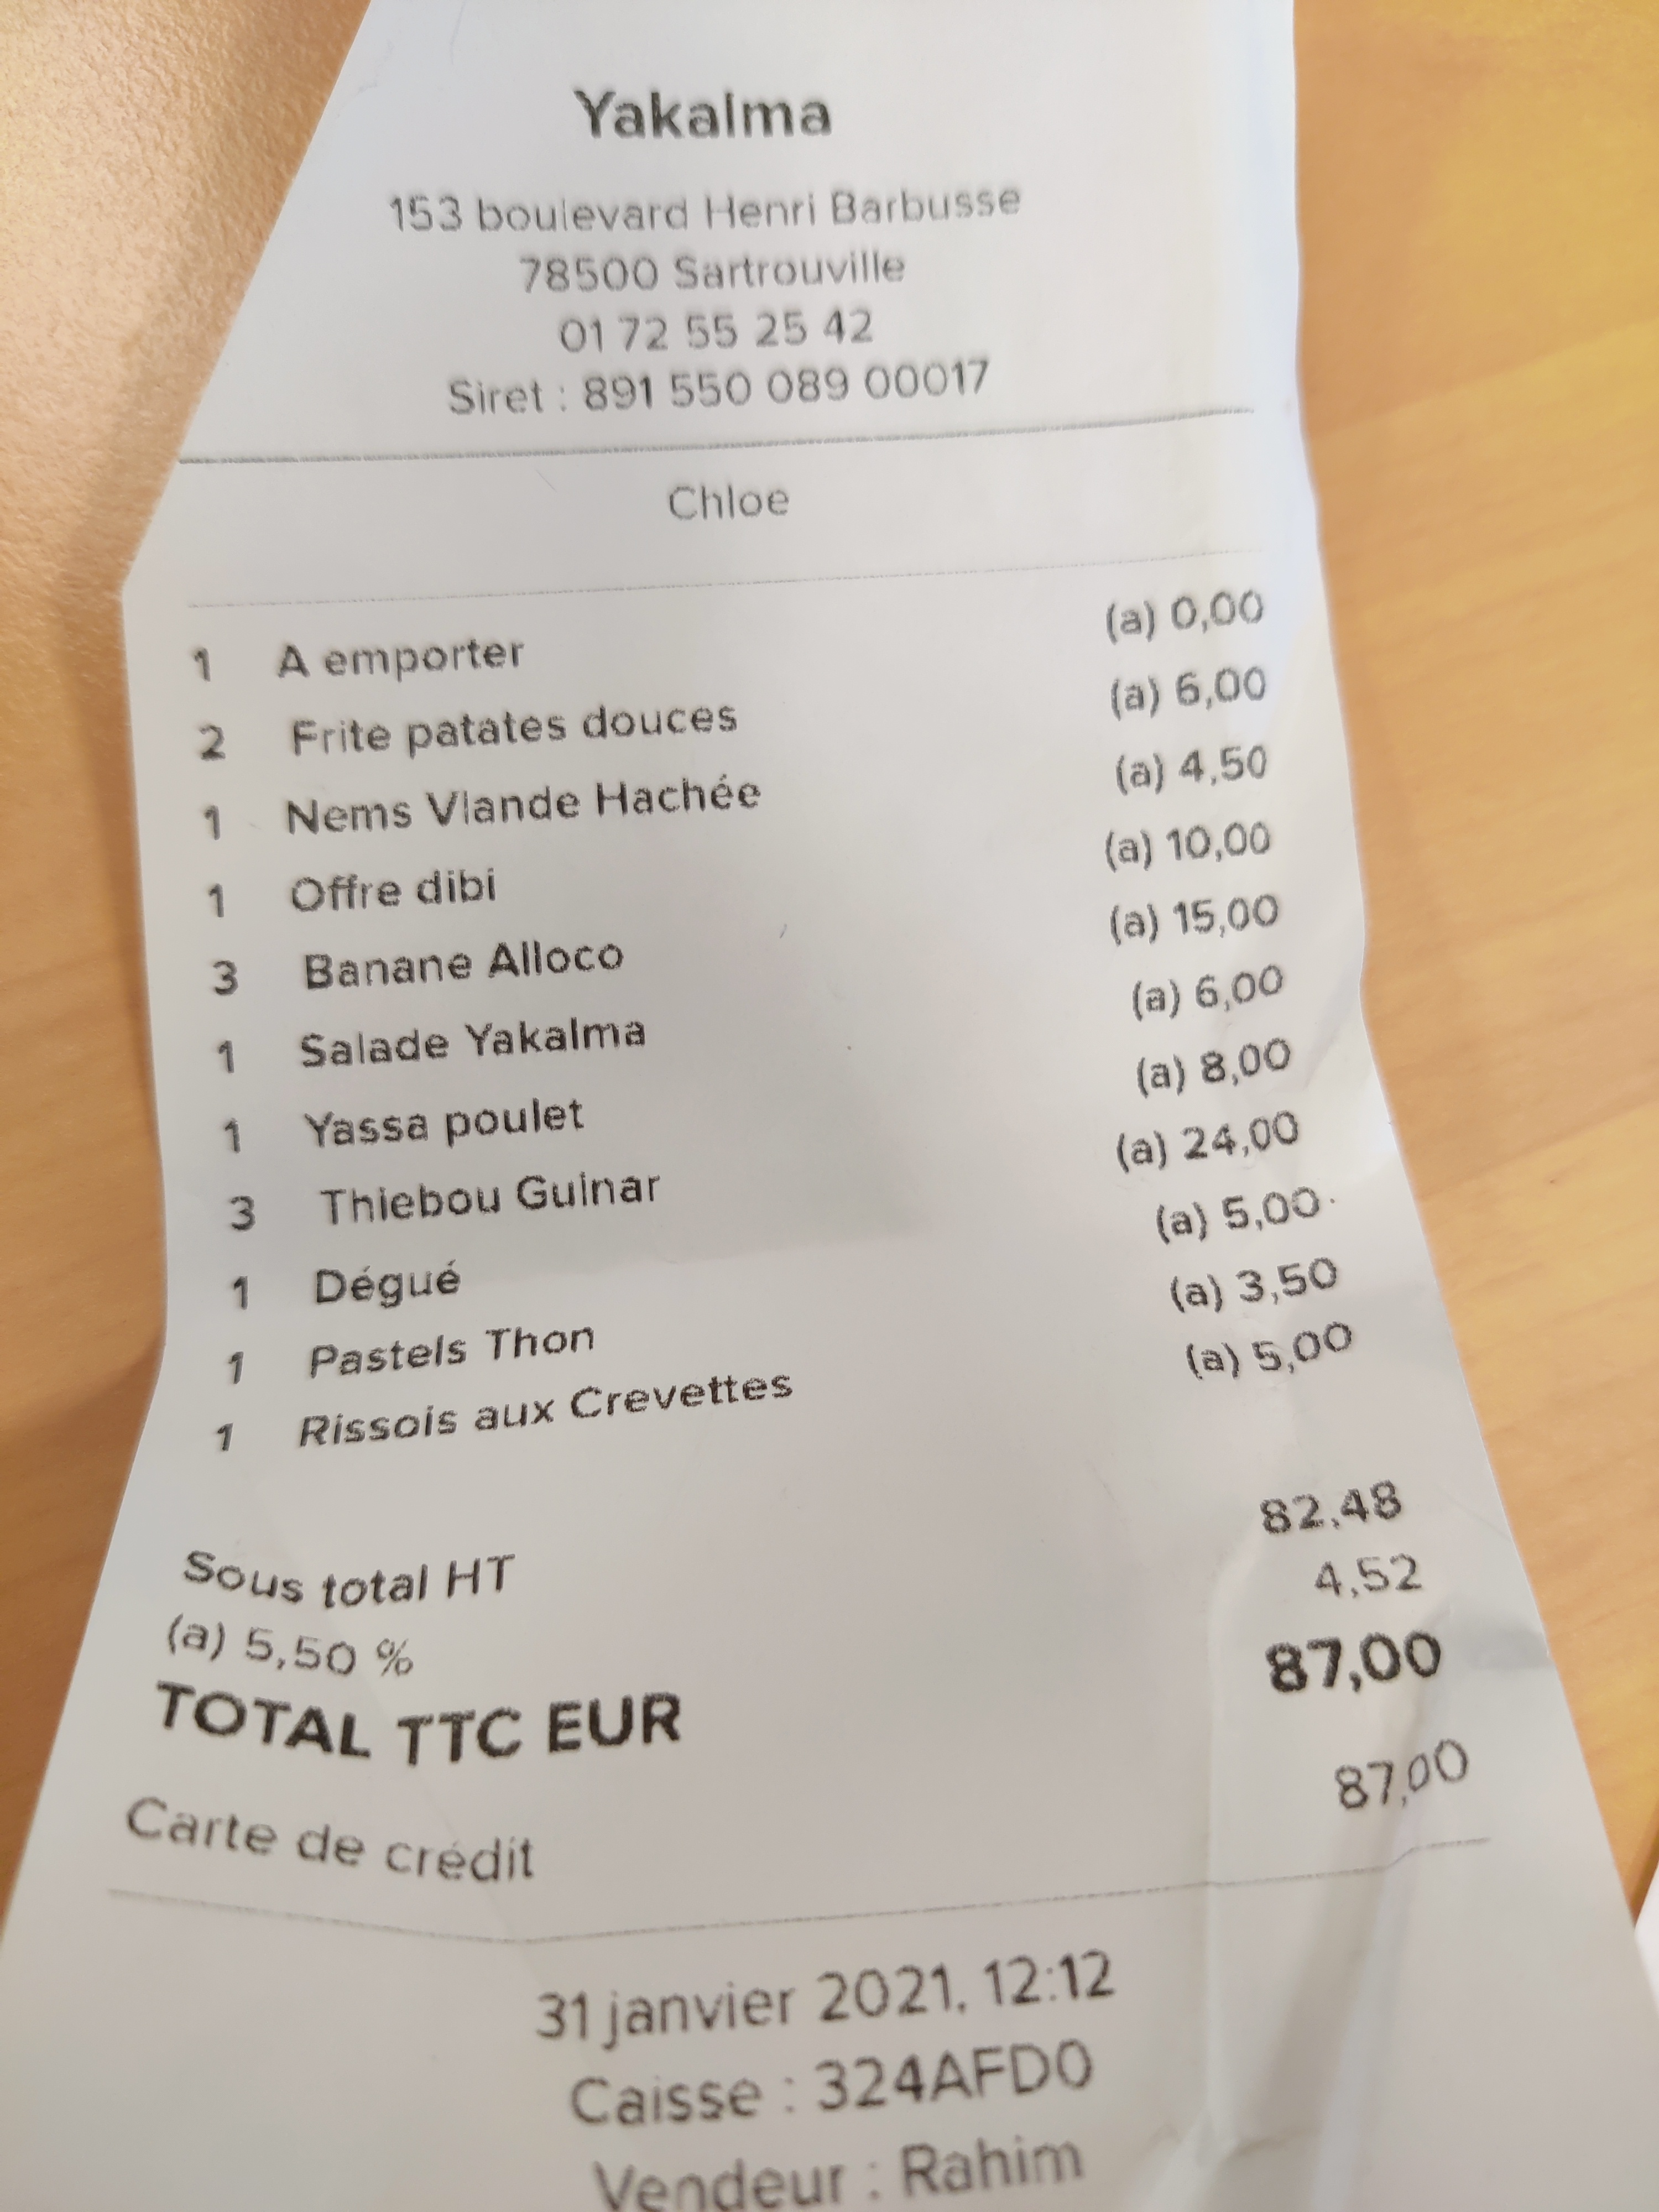 Yakalma
153 boulevard Henri Barbusse
78500 Sartrouville
01 72 55 25 42
Siret : 891 550 089 00017
Chloe
1 A emporter (a) 0,00
2 Frite patates douces (a) 6,00
1 Nems Viande Hachée (a) 4,50
1 Offre dibi (a) 10,00
3 Banane Alloco (a) 15,00
1 Salade Yakalma (a) 6,00
1 Yassa poulet (a) 8,00
3 Thiebou Guinar (a) 24,00
1 Dégué (a) 5,00
1 Pastels Thon (a) 3,50
1 Rissois aux Crevettes (a) 5,00
Sous total HT 82,48
(a) 5,50 % 4,52
TOTAL TTC EUR 87,00
Carte de crédit 87,00
31 janvier 2021, 12:12
Caisse : 324AFD0
Vendeur : Rahim